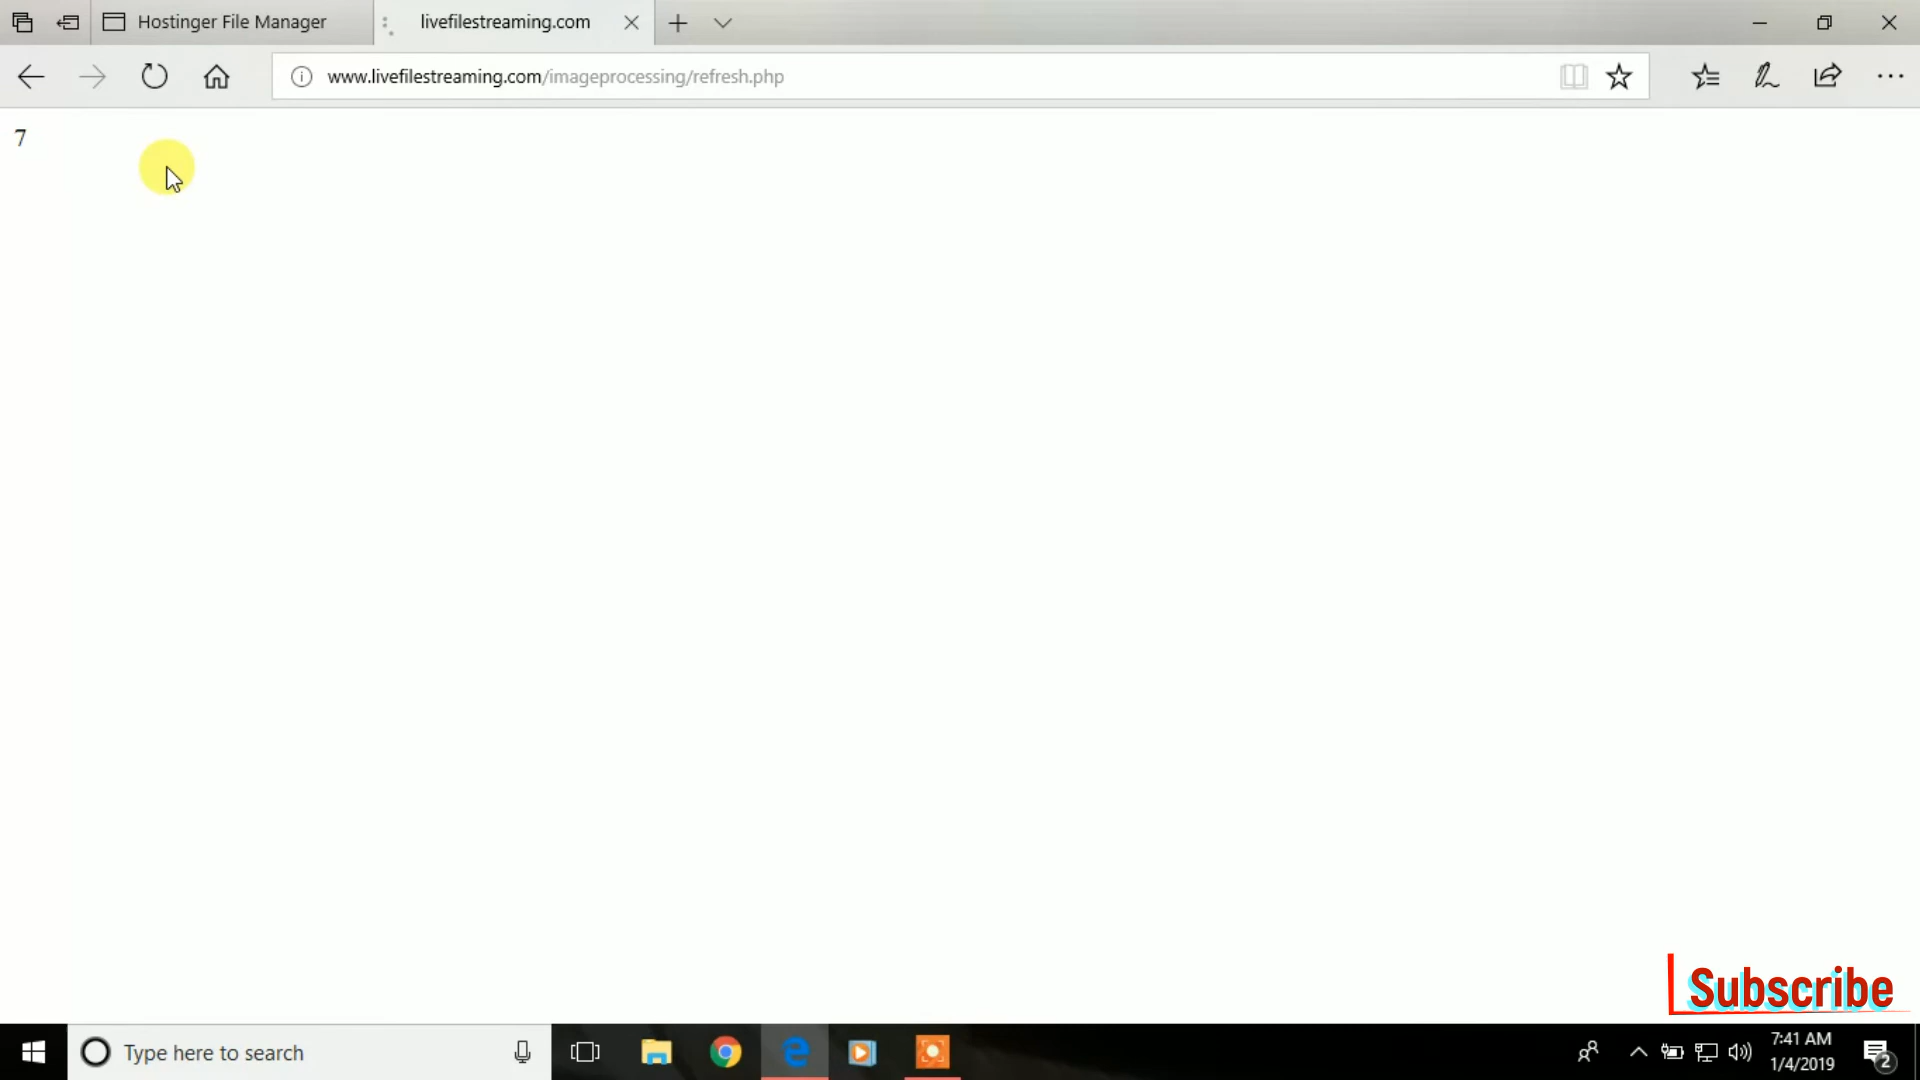 Hostinger File Manager
livefilestreaming.com
www.livefilestreaming.com/imageprocessing/refresh.php
7
Subscribe
Type here to search
7:41 AM
1/4/2019
2